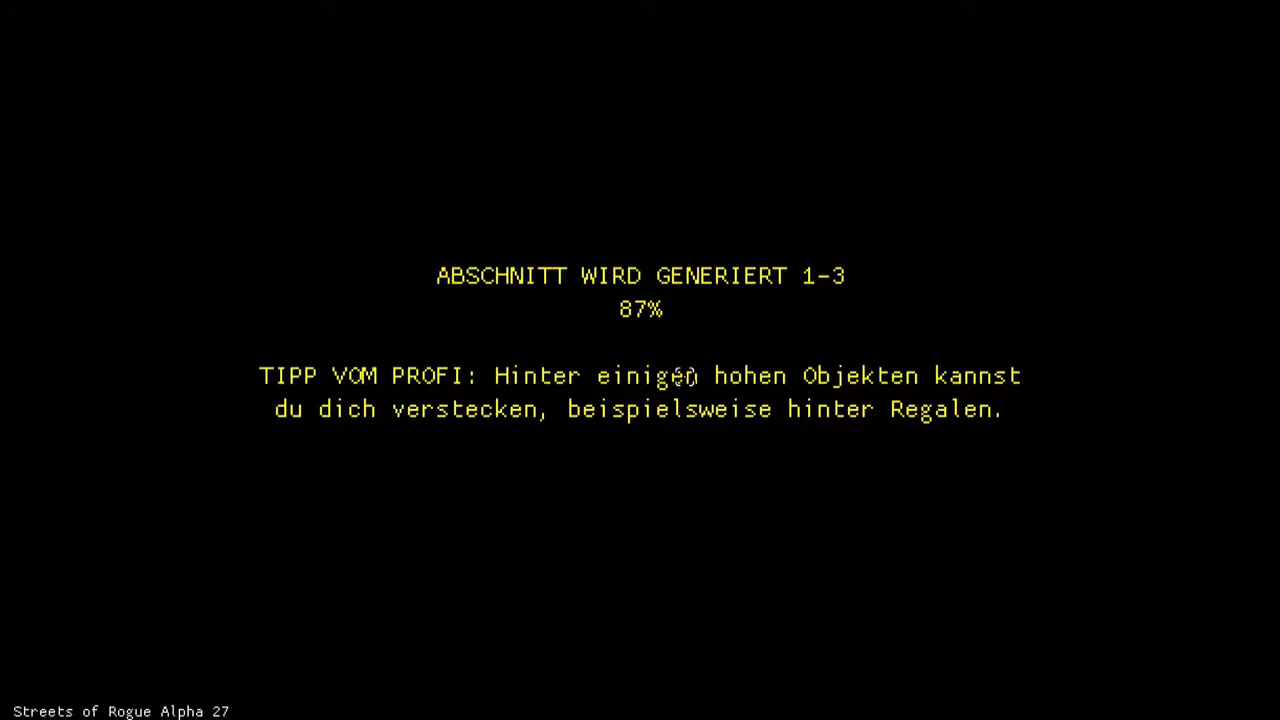 ABSCHNITT WIRD GENERIERT 1-3
87%
TIPP VOM PROFI: Hinter einigen hohen Objekten kannst
du dich verstecken, beispielsweise hinter Regalen.
Streets of Rogue Alpha 27